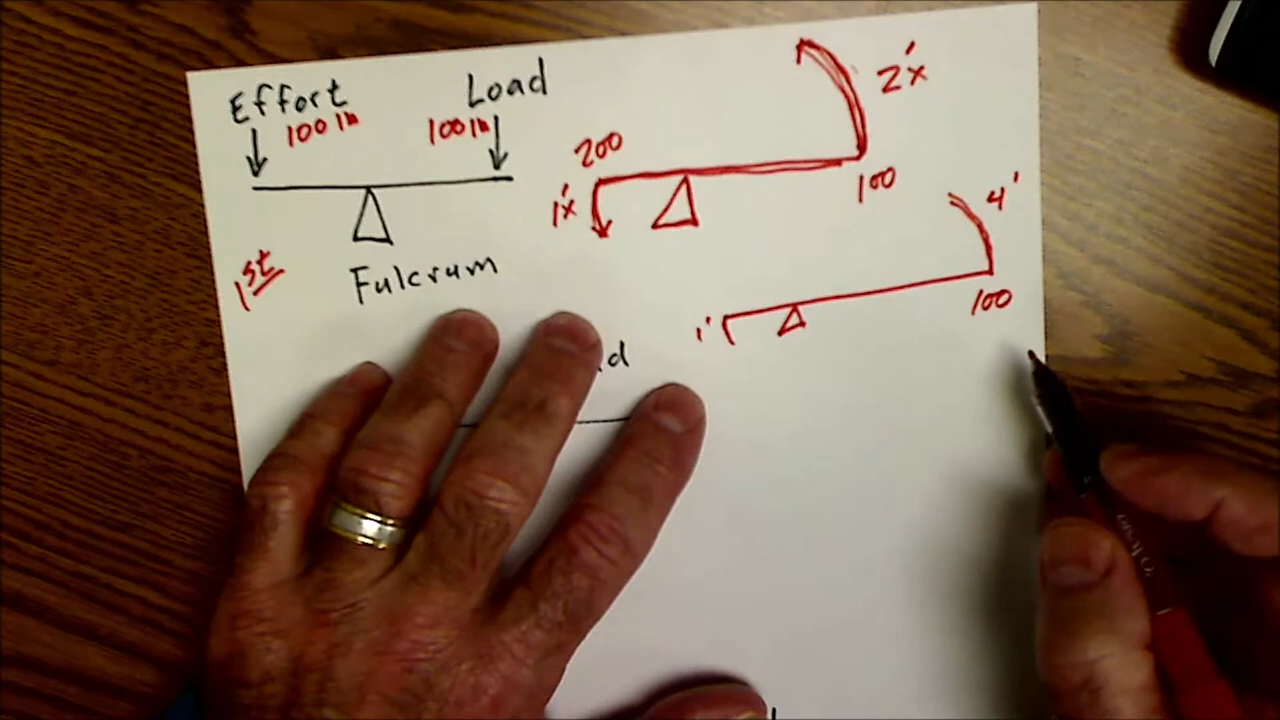 Effort
Load
100 lb
100 lb
1st
Fulcrum
200
1'x
2'x
100
4'
1'
100